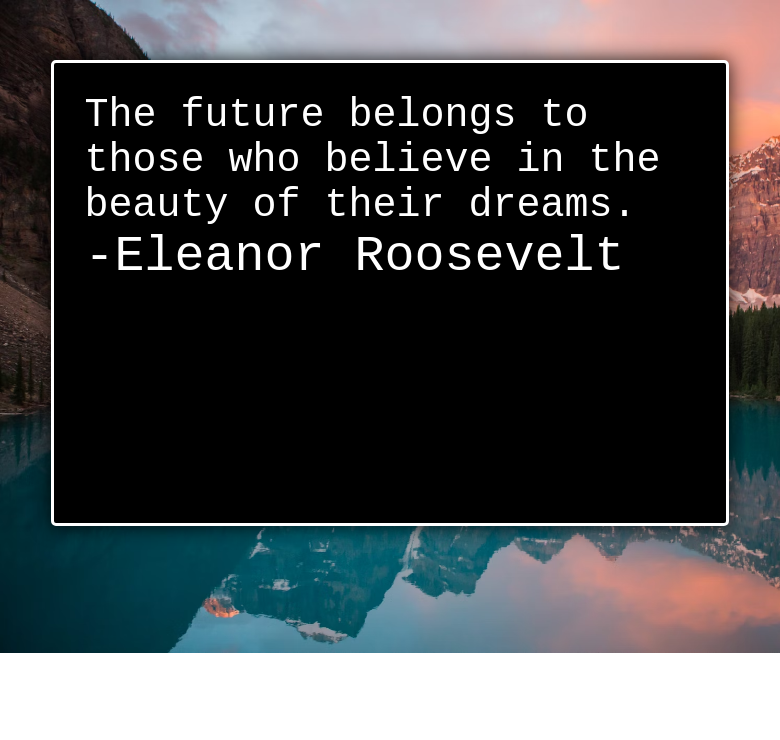 The future belongs to
those who believe in the
beauty of their dreams.
-Eleanor Roosevelt